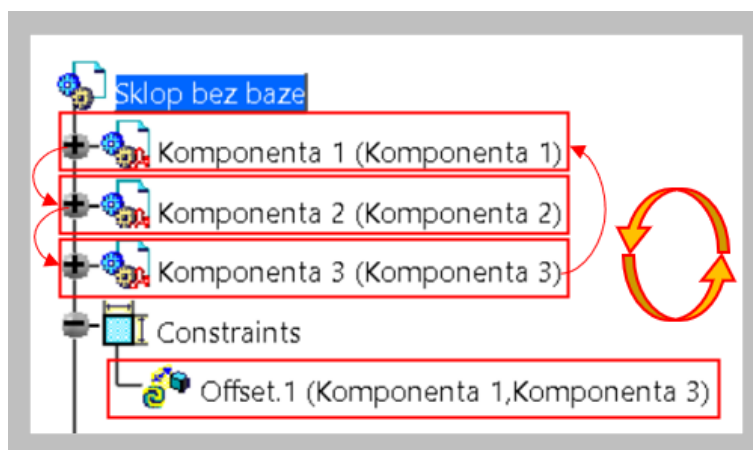 Sklop bez baze
Komponenta 1 (Komponenta 1)
Komponenta 2 (Komponenta 2)
Komponenta 3 (Komponenta 3)
Constraints
Offset.1 (Komponenta 1,Komponenta 3)